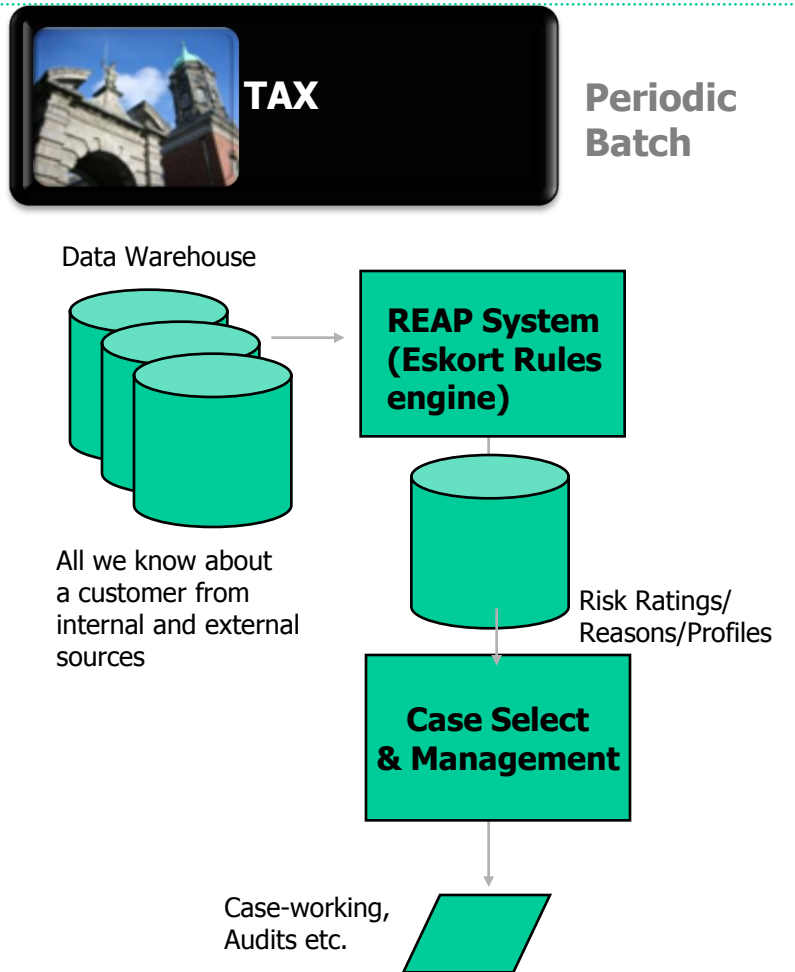 TAX
Periodic
Batch
Data Warehouse
REAP System
(Eskort Rules
engine)
All we know about
a customer from
internal and external
sources
Risk Ratings/
Reasons/Profiles
Case Select
& Management
Case-working,
Audits etc.